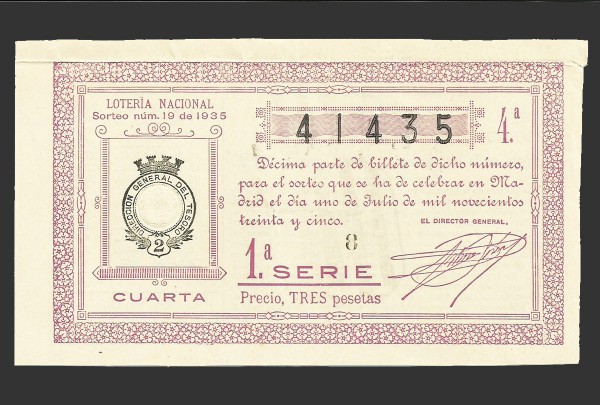 LOTERÍA NACIONAL
Sorteo núm. 19 de 1935
41435
4.ª
DIRECCION GENERAL DEL TESORO
2
Décima parte de billete de dicho número,
para el sorteo que se ha de celebrar en Ma-
drid el día uno de Julio de mil novecientos
treinta y cinco.
EL DIRECTOR GENERAL,
8
1.ª SERIE
CUARTA
Precio, TRES pesetas